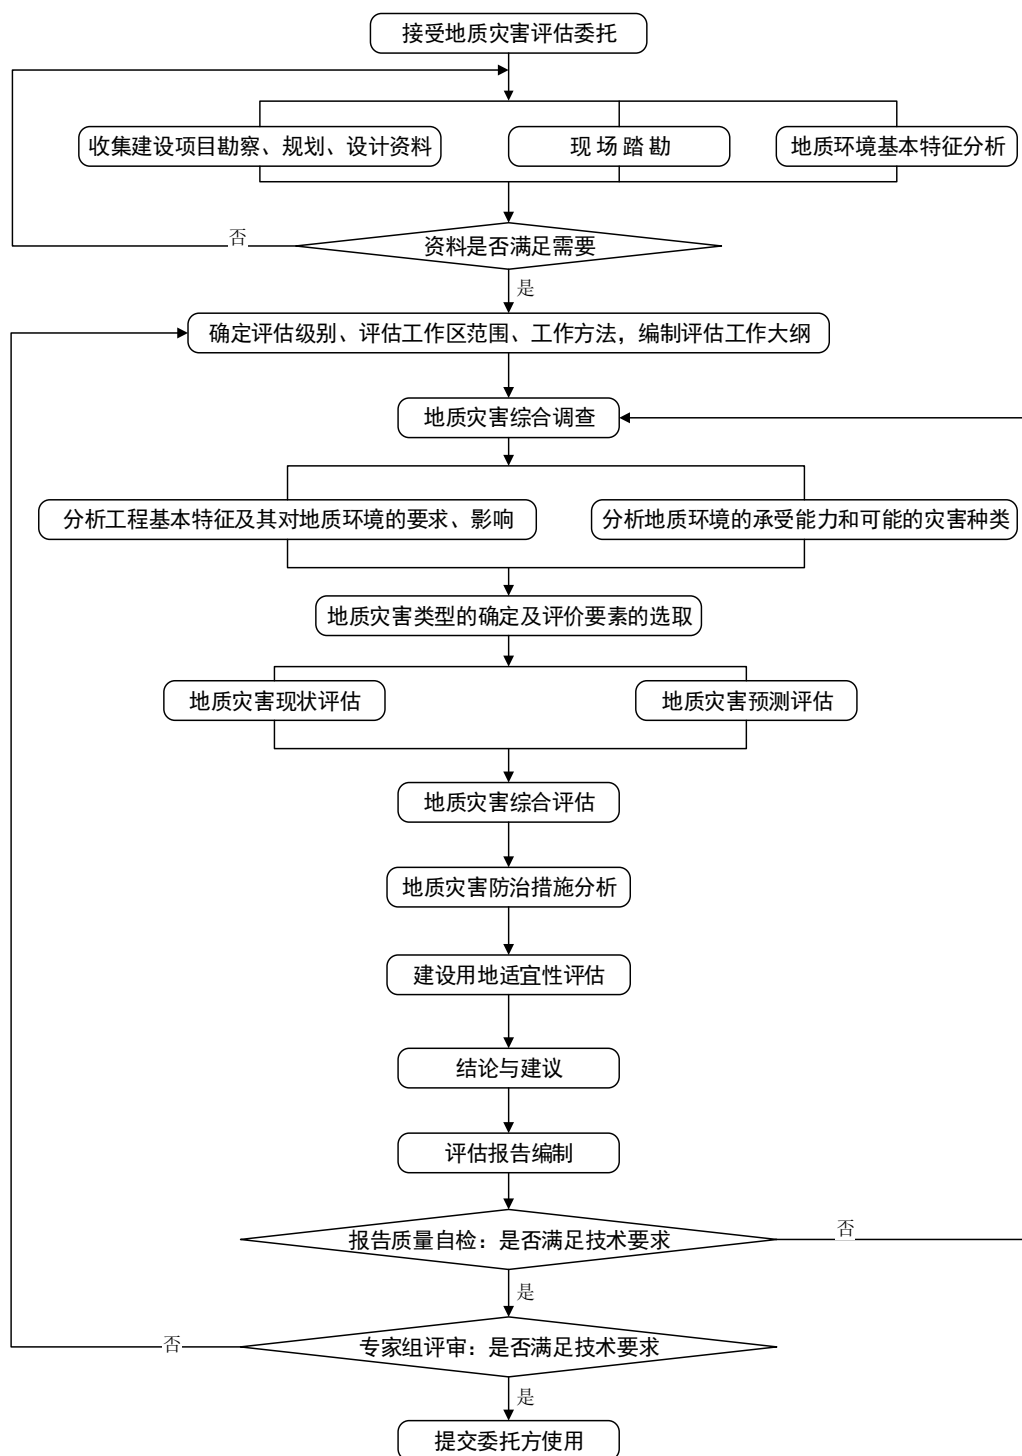 接受地质灾害评估委托
收集建设项目勘察、规划、设计资料
现场踏勘
地质环境基本特征分析
否
资料是否满足需要
是
确定评估级别、评估工作区范围、工作方法，编制评估工作大纲
地质灾害综合调查
分析工程基本特征及其对地质环境的要求、影响
分析地质环境的承受能力和可能的灾害种类
地质灾害类型的确定及评价要素的选取
地质灾害现状评估
地质灾害预测评估
地质灾害综合评估
地质灾害防治措施分析
建设用地适宜性评估
结论与建议
评估报告编制
报告质量自检：是否满足技术要求
否
是
否
专家组评审：是否满足技术要求
是
提交委托方使用